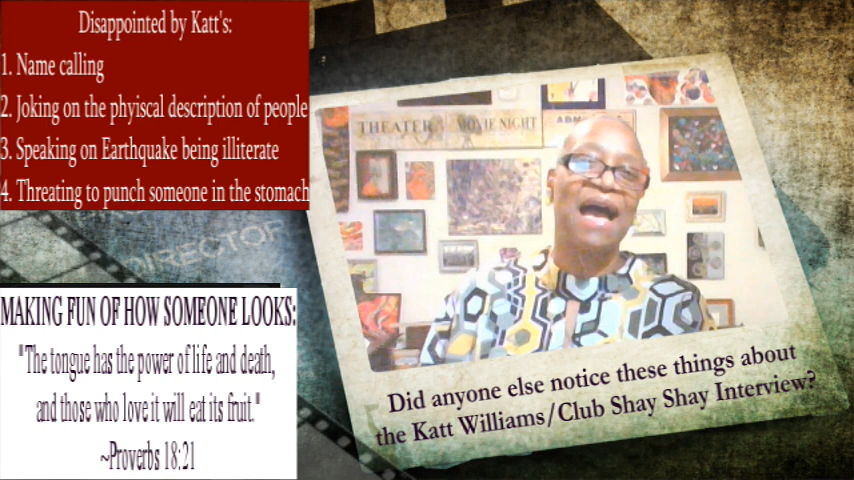 Disappointed by Katt's:
1. Name calling
2. Joking on the phyiscal description of people
3. Speaking on Earthquake being illiterate
4. Threating to punch someone in the stomach
DIRECTOR
MAKING FUN OF HOW SOMEONE LOOKS:
"The tongue has the power of life and death,
and those who love it will eat its fruit."
~Proverbs 18:21
THEATER MOVIE NIGHT
Did anyone else notice these things about
the Katt Williams/Club Shay Shay Interview?